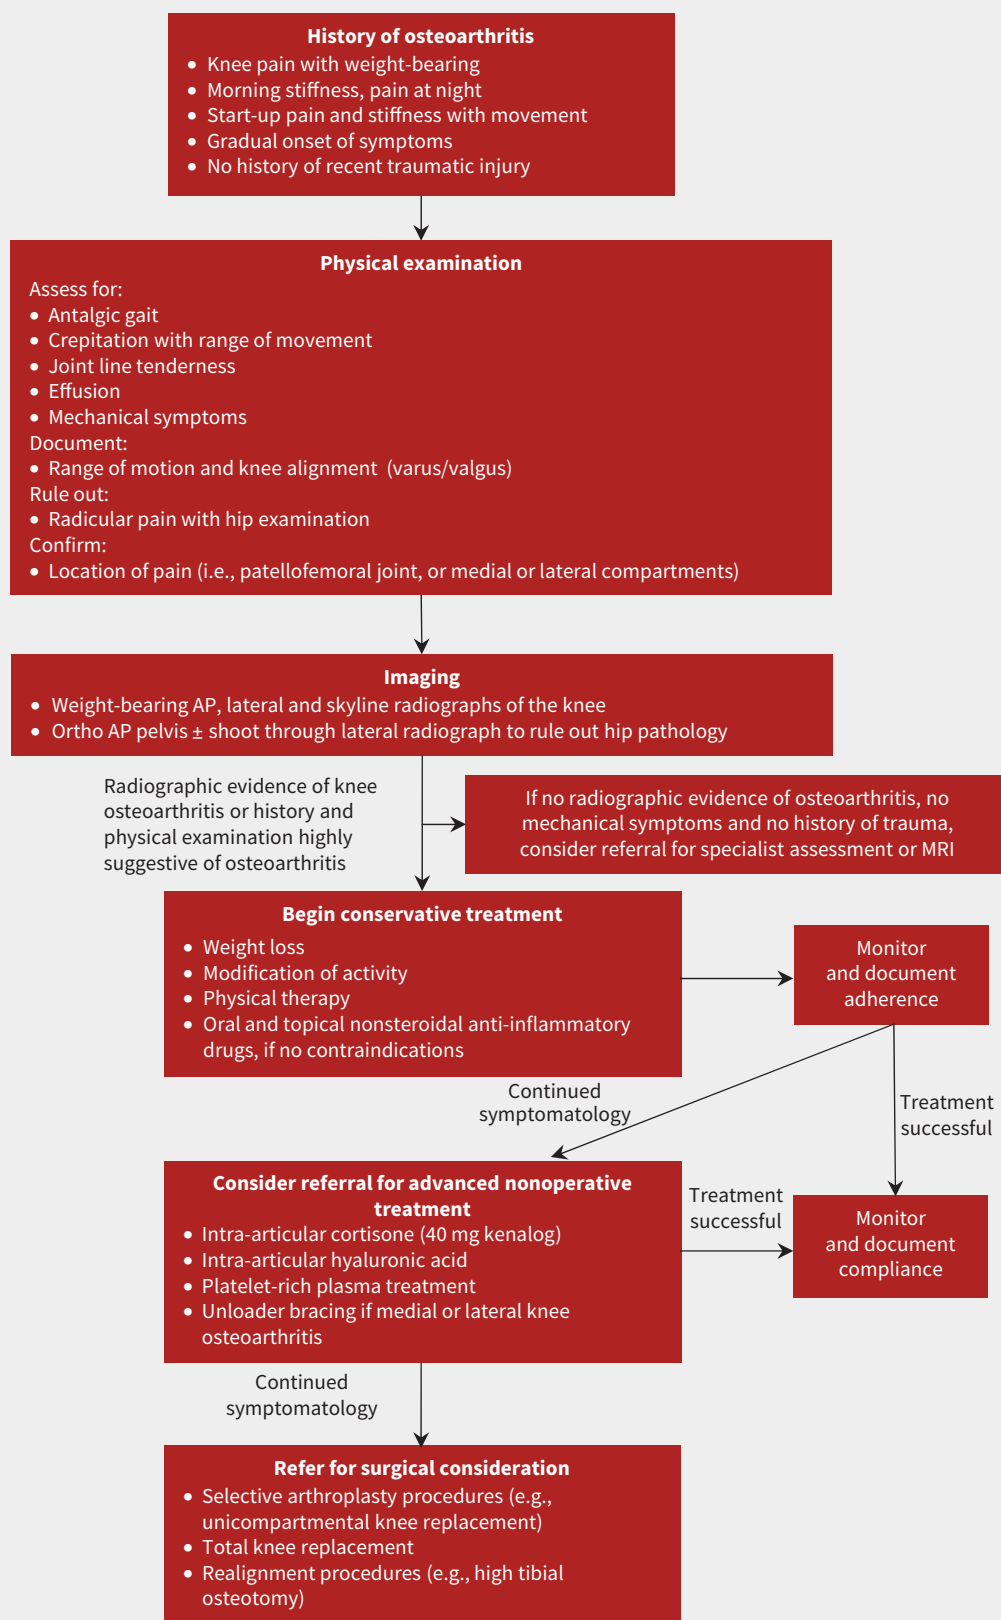 History of osteoarthritis
• Knee pain with weight-bearing
• Morning stiffness, pain at night
• Start-up pain and stiffness with movement
• Gradual onset of symptoms
• No history of recent traumatic injury
Physical examination
Assess for:
• Antalgic gait
• Crepitation with range of movement
• Joint line tenderness
• Effusion
• Mechanical symptoms
Document:
• Range of motion and knee alignment (varus/valgus)
Rule out:
• Radicular pain with hip examination
Confirm:
• Location of pain (i.e., patellofemoral joint, or medial or lateral compartments)
Imaging
• Weight-bearing AP, lateral and skyline radiographs of the knee
• Ortho AP pelvis ± shoot through lateral radiograph to rule out hip pathology
Radiographic evidence of knee
osteoarthritis or history and
physical examination highly
suggestive of osteoarthritis
If no radiographic evidence of osteoarthritis, no
mechanical symptoms and no history of trauma,
consider referral for specialist assessment or MRI
Begin conservative treatment
• Weight loss
• Modification of activity
• Physical therapy
• Oral and topical nonsteroidal anti-inflammatory
drugs, if no contraindications
Monitor
and document
adherence
Continued
symptomatology
Treatment
successful
Consider referral for advanced nonoperative
treatment
• Intra-articular cortisone (40 mg kenalog)
• Intra-articular hyaluronic acid
• Platelet-rich plasma treatment
• Unloader bracing if medial or lateral knee
osteoarthritis
Treatment
successful
Monitor
and document
compliance
Continued
symptomatology
Refer for surgical consideration
• Selective arthroplasty procedures (e.g.,
unicompartmental knee replacement)
• Total knee replacement
• Realignment procedures (e.g., high tibial
osteotomy)